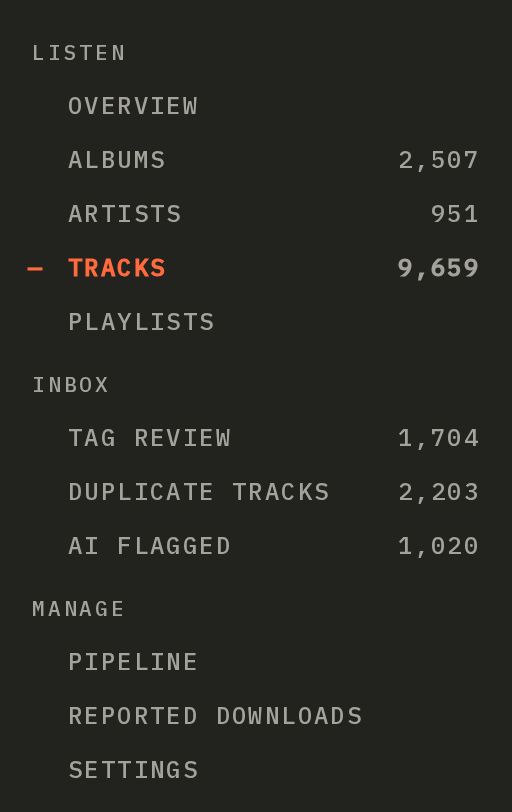 LISTEN
OVERVIEW
ALBUMS 2,507
ARTISTS 951
— TRACKS 9,659
PLAYLISTS
INBOX
TAG REVIEW 1,704
DUPLICATE TRACKS 2,203
AI FLAGGED 1,020
MANAGE
PIPELINE
REPORTED DOWNLOADS
SETTINGS